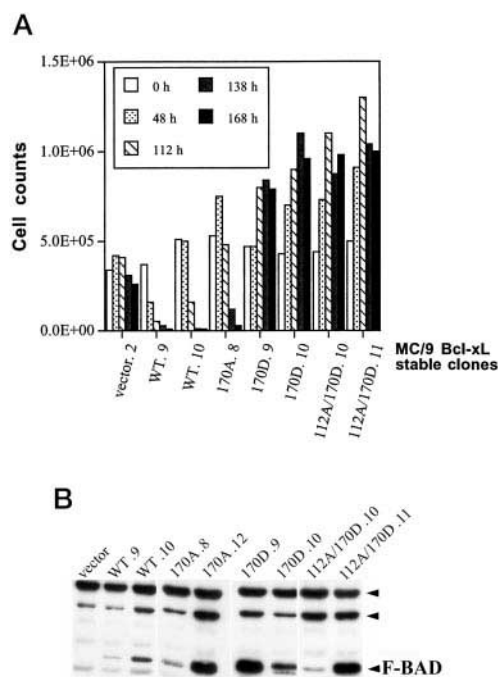 A
1.5E+06
1.0E+06
5.0E+05
0.0E+00
Cell counts
0 h
48 h
112 h
138 h
168 h
vector. 2
WT. 9
WT. 10
170A. 8
170D. 9
170D. 10
112A/170D. 10
112A/170D. 11
MC/9 Bcl-xL
stable clones
B
vector
WT .9
WT .10
170A .8
170A .12
170D .9
170D .10
112A/170D .10
112A/170D .11
F-BAD